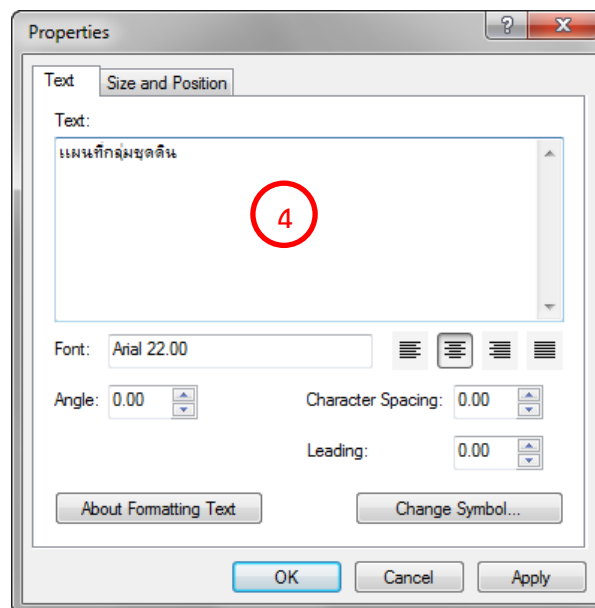 Properties
Text
Size and Position
Text:
แผนที่กลุ่มชุดดิน
4
Font: Arial 22.00
Angle: 0.00 Character Spacing: 0.00
Leading: 0.00
About Formatting Text Change Symbol...
OK Cancel Apply